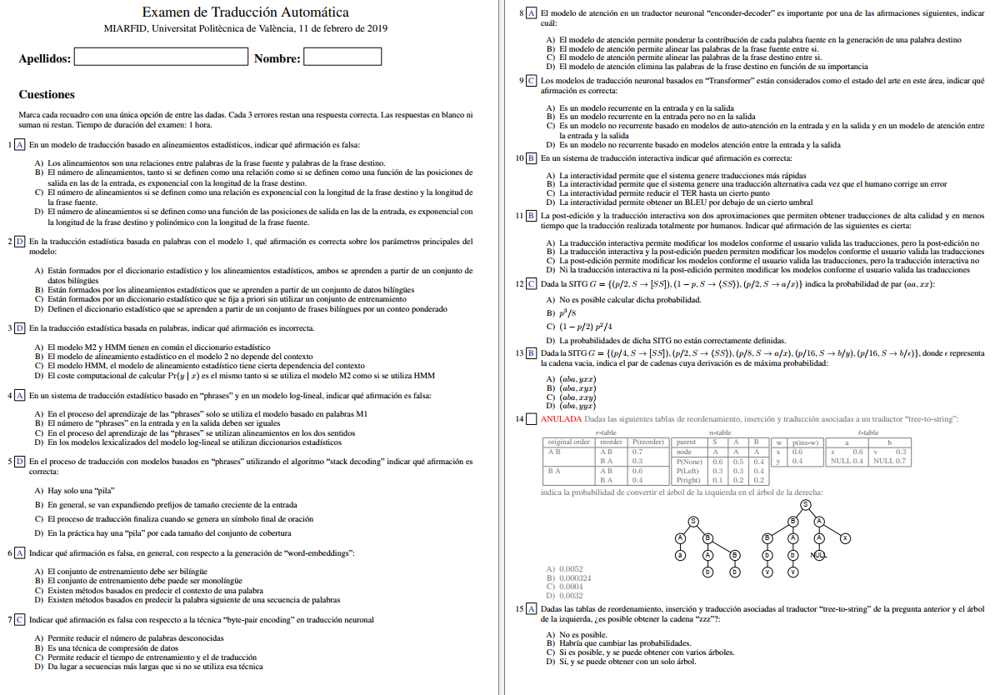 Examen de Traducción Automática
MIARFID, Universitat Politècnica de València, 11 de febrero de 2019
Apellidos: Nombre:
Cuestiones
Marca cada recuadro con una única opción de entre las dadas. Cada 3 errores restan una respuesta correcta. Las respuestas en blanco ni
suman ni restan. Tiempo de duración del examen: 1 hora.
1 A En un modelo de traducción basado en alineamientos estadísticos, indicar qué afirmación es falsa:
A) Los alineamientos son una relaciones entre palabras de la frase fuente y palabras de la frase destino.
B) El número de alineamientos, tanto si se definen como una relación como si se definen como una función de las posiciones de
salida en las de la entrada, es exponencial con la longitud de la frase destino.
C) El número de alineamientos si se definen como una relación es exponencial con la longitud de la frase destino y la longitud de
la frase fuente.
D) El número de alineamientos si se definen como una función de las posiciones de salida en las de la entrada, es exponencial con
la longitud de la frase destino y polinómico con la longitud de la frase fuente.
2 D En la traducción estadística basada en palabras con el modelo 1, qué afirmación es correcta sobre los parámetros principales del
modelo:
A) Están formados por el diccionario estadístico y los alineamientos estadísticos, ambos se aprenden a partir de un conjunto de
datos bilingües
B) Están formados por los alineamientos estadísticos que se aprenden a partir de un conjunto de datos bilingües
C) Están formados por un diccionario estadístico que se fija a priori sin utilizar un conjunto de entrenamiento
D) Definen el diccionario estadístico que se aprenden a partir de un conjunto de frases bilingues por un conteo ponderado
3 D En la traducción estadística basada en palabras, indicar qué afirmación es incorrecta.
A) El modelo M2 y HMM tienen en común el diccionario estadístico
B) El modelo de alineamiento estadístico en el modelo 2 no depende del contexto
C) El modelo HMM, el modelo de alineamiento estadístico tiene cierta dependencia del contexto
D) El coste computacional de calcular Pr(y | x) es el mismo tanto si se utiliza el modelo M2 como si se utiliza HMM
4 A En un sistema de traducción estadístico basado en “phrases” y en un modelo log-lineal, indicar qué afirmación es falsa:
A) En el proceso del aprendizaje de las “phrases” solo se utiliza el modelo basado en palabras M1
B) El número de “phrases” en la entrada y en la salida deben ser iguales
C) En el proceso del aprendizaje de las “phrases” se utilizan alineamientos en los dos sentidos
D) En los modelos lexicalizados del modelo log-lineal se utilizan diccionarios estadísticos
5 D En el proceso de traducción con modelos basados en “phrases” utilizando el algoritmo “stack decoding” indicar qué afirmación es
correcta:
A) Hay solo una “pila”
B) En general, se van expandiendo prefijos de tamaño creciente de la entrada
C) El proceso de traducción finaliza cuando se genera un símbolo final de oración
D) En la práctica hay una “pila” por cada tamaño del conjunto de cobertura
6 A Indicar qué afirmación es falsa, en general, con respecto a la generación de “word-embeddings”:
A) El conjunto de entrenamiento debe ser bilingüe
B) El conjunto de entrenamiento debe puede ser monolíngüe
C) Existen métodos basados en predecir el contexto de una palabra
D) Existen métodos basados en predecir la palabra siguiente de una secuencia de palabras
7 C Indicar qué afirmación es falsa con respeccto a la técnica “byte-pair encoding” en traducción neuronal
A) Permite reducir el número de palabras desconocidas
B) Es una técnica de compresión de datos
C) Permite reducir el tiempo de entrenamiento y el de traducción
D) Da lugar a secuencias más largas que si no se utiliza esa técnica
8 A El modelo de atención en un traductor neuronal “enconder-decoder” es importante por una de las afirmaciones siguientes, indicar
cuál:
A) El modelo de atención permite ponderar la contribución de cada palabra fuente en la generación de una palabra destino
B) El modelo de atención permite alinear las palabras de la frase fuente entre si.
C) El modelo de atención permite alinear las palabras de la frase destino entre si.
D) El modelo de atención elimina las palabras de la frase destino en función de su importancia
9 C Los modelos de traducción neuronal basados en “Transformer” están considerados como el estado del arte en este área, indicar qué
afirmación es correcta:
A) Es un modelo recurrente en la entrada y en la salida
B) Es un modelo recurrente en la entrada pero no en la salida
C) Es un modelo no recurrente basado en modelos de auto-atención en la entrada y en la salida y en un modelo de atención entre
la entrada y la salida
D) Es un modelo no recurrente basado en modelos atención entre la entrada y la salida
10 B En un sistema de traducción interactiva indicar qué afirmación es correcta:
A) La interactividad permite que el sistema genere traducciones más rápidas
B) La interactividad permite que el sistema genere una traducción alternativa cada vez que el humano corrige un error
C) La interactividad permite reducir el TER hasta un cierto punto
D) La interactividad permite obtener un BLEU por debajo de un cierto umbral
11 B La post-edición y la traducción interactiva son dos aproximaciones que permiten obtener traducciones de alta calidad y en menos
tiempo que la traducción realizada totalmente por humanos. Indicar qué afirmación de las siguientes es cierta:
A) La traducción interactiva permite modificar los modelos conforme el usuario valida las traducciones, pero la post-edición no
B) La traducción interactiva y la post-edición pueden permiten modificar los modelos conforme el usuario valida las traducciones
C) La post-edición permite modificar los modelos conforme el usuario valida las traducciones, pero la traducción interactiva no
D) Ni la traducción interactiva ni la post-edición permiten modificar los modelos conforme el usuario valida las traducciones
12 C Dada la SITG G = {(p/2, S → [SS]), (1 − p, S → ⟨SS⟩), (p/2, S → a/x)} indica la probabilidad de par (aa, xx):
A) No es posible calcular dicha probabilidad.
B) p³/8
C) (1 − p/2) p²/4
D) La probabilidades de dicha SITG no están correctamente definidas.
13 B Dada la SITG G = {(p/4, S → [SS]), (p/2, S → ⟨SS⟩), (p/8, S → a/x), (p/16, S → b/y), (p/16, S → b/ϵ)}, donde ϵ representa
la cadena vacia, indica el par de cadenas cuya derivación es de máxima probabilidad:
A) (aba, yxx)
B) (aba, xyx)
C) (aba, xxy)
D) (aba, yyx)
14 ANULADA Dadas las siguientes tablas de reordenamiento, inserción y traducción asociadas a un traductor “tree-to-string”:
r-table n-table t-table
original order reorder P(reorder) parent S A B w p(ins-w) a b
A B A B 0.7 node A A A x 0.6 z 0.6 v 0.3
B A 0.3 P(None) 0.6 0.5 0.4 y 0.4 NULL 0.4 NULL 0.7
B A A B 0.6 P(Left) 0.3 0.3 0.4
B A 0.4 P(right) 0.1 0.2 0.2
indica la probabilidad de convertir el árbol de la izquierda en el árbol de la derecha:
S
S B A
A B B A A x
a A B b b NULL
b b v v
A) 0.0052
B) 0.000324
C) 0.0004
D) 0.0032
15 A Dadas las tablas de reordenamiento, inserción y traducción asociadas al traductor “tree-to-string” de la pregunta anterior y el árbol
de la izquierda, ¿es posible obtener la cadena “zzz”?:
A) No es posible.
B) Habría que cambiar las probabilidades.
C) Si es posible, y se puede obtener con varios árboles.
D) Si, y se puede obtener con un solo árbol.